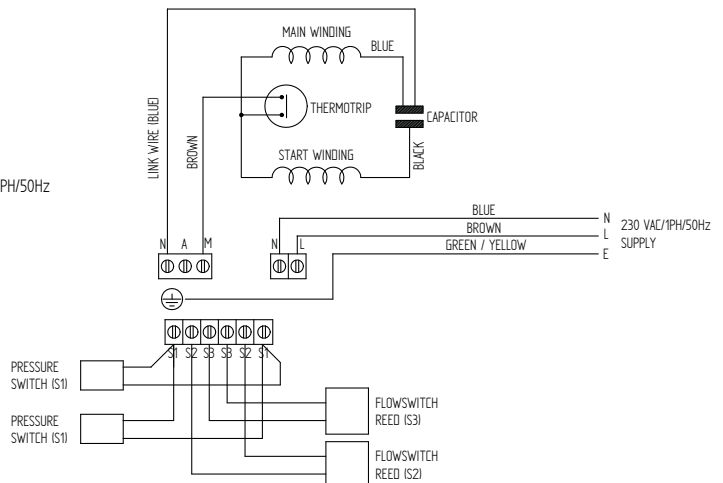 MAIN WINDING
BLUE
LINK WIRE (BLUE)
BROWN
THERMOTRIP
CAPACITOR
START WINDING
BLACK
PH/50Hz
BLUE
N
BROWN
L
GREEN / YELLOW
E
230 VAC/1PH/50Hz
SUPPLY
N A M
N L
S1 S2 S3 S3 S2 S1
PRESSURE
SWITCH (S1)
PRESSURE
SWITCH (S1)
FLOWSWITCH
REED (S3)
FLOWSWITCH
REED (S2)